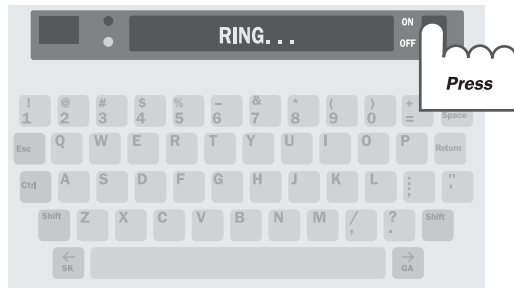 RING...
ON
OFF
Press
! @ # $ % – & * ( ) +
1 2 3 4 5 6 7 8 9 0 = Space
Esc Q W E R T Y U I O P Return
Ctrl A S D F G H J K L ; : " '
Shift Z X C V B N M / , ? . Shift
← →
SK GA